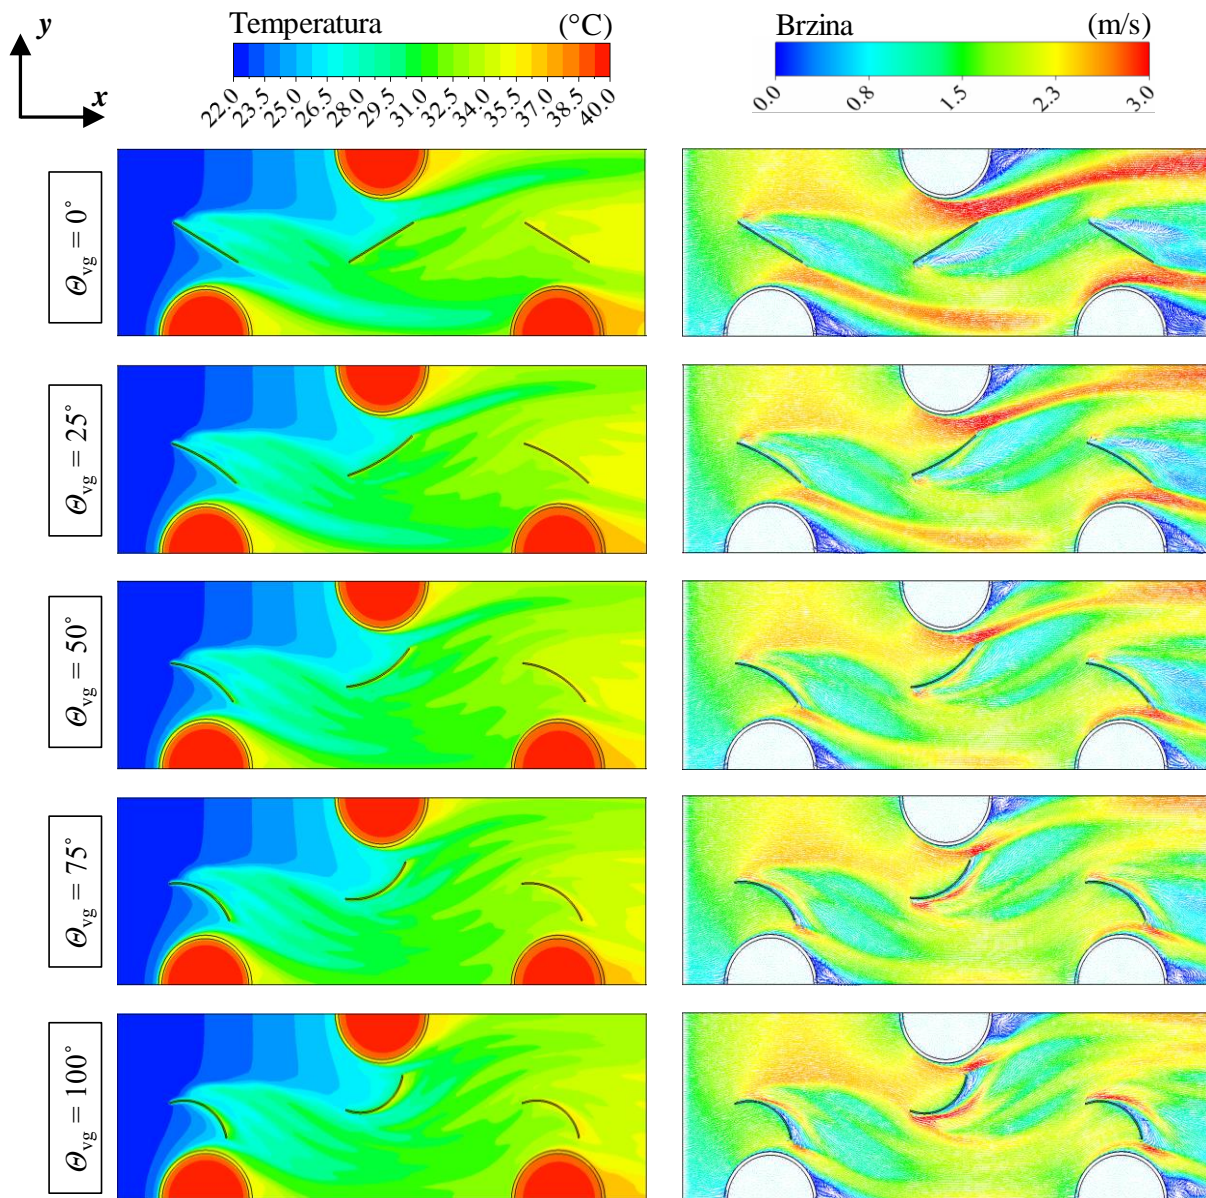 y
x
Temperatura (°C)
22.0 23.5 25.0 26.5 28.0 29.5 31.0 32.5 34.0 35.5 37.0 38.5 40.0
Brzina (m/s)
0.0 0.8 1.5 2.3 3.0
Θvg = 0°
Θvg = 25°
Θvg = 50°
Θvg = 75°
Θvg = 100°